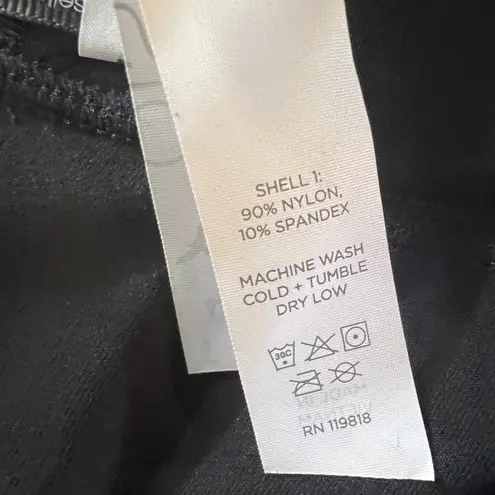 SHELL 1:
90% NYLON,
10% SPANDEX
MACHINE WASH
COLD + TUMBLE
DRY LOW
30C
RN 119818